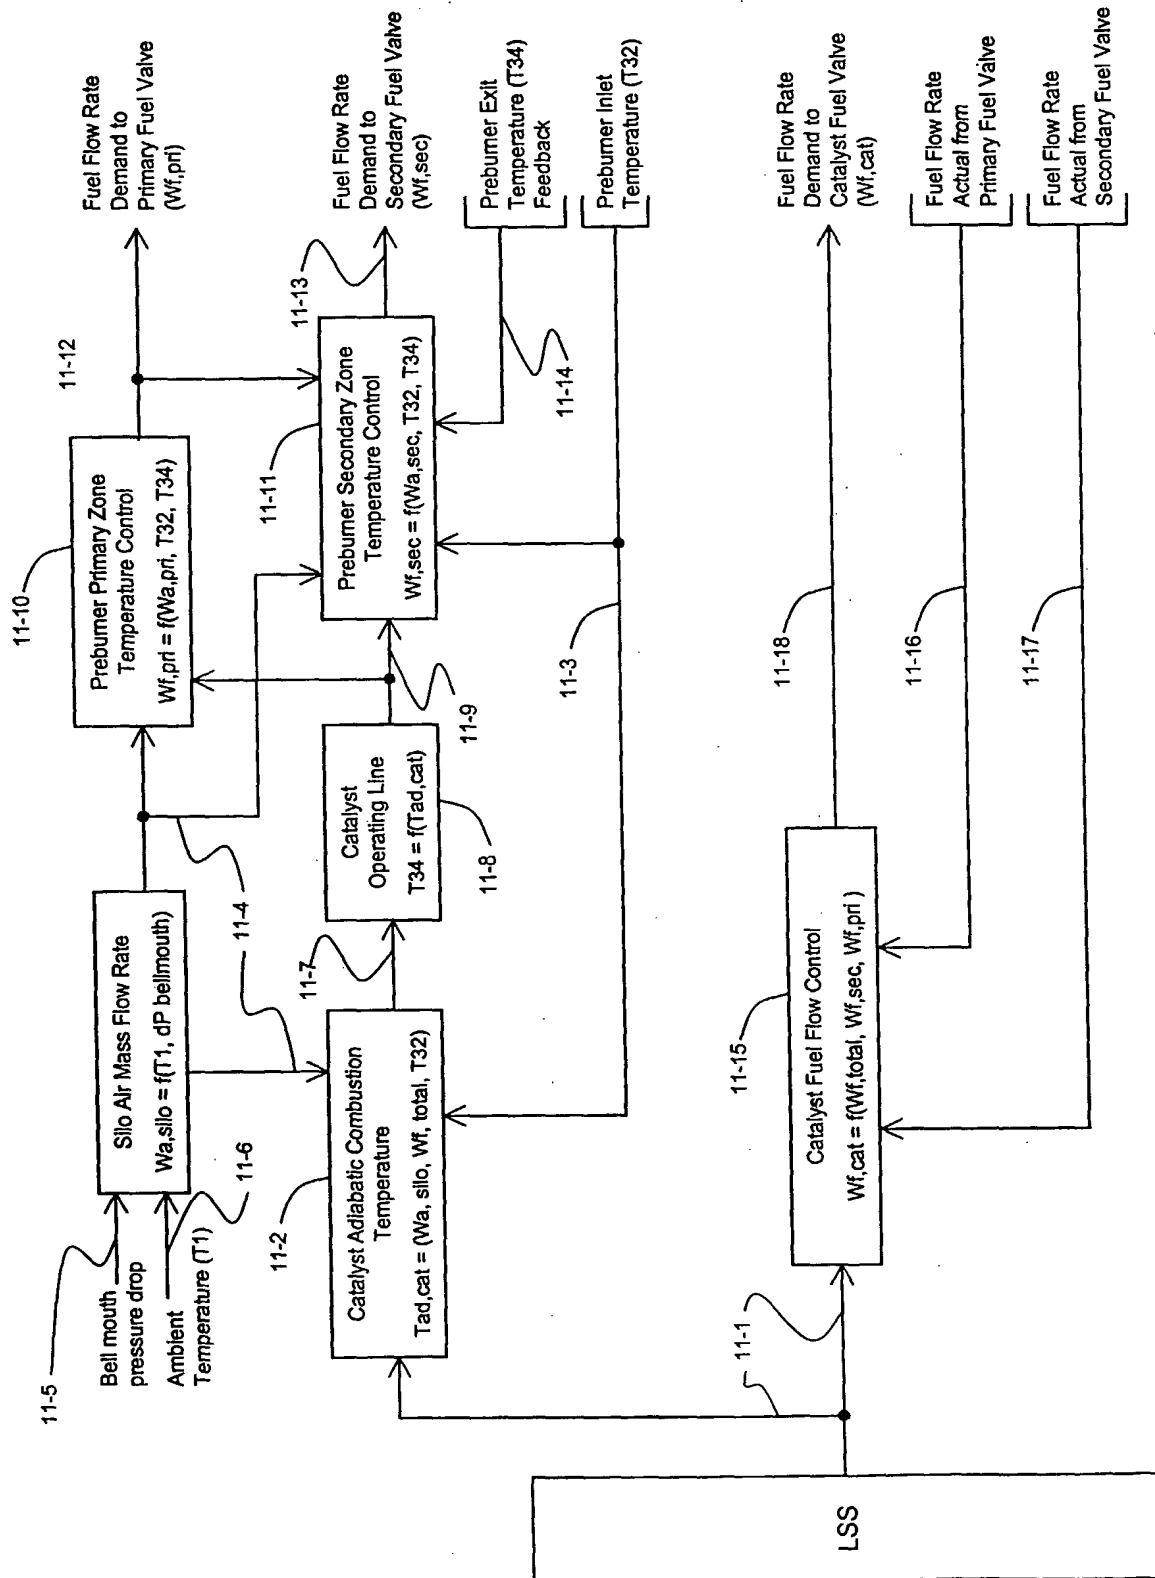 11-5
Bell mouth
pressure drop
Ambient
Temperature (T1)
11-6
Silo Air Mass Flow Rate
Wa,silo = f(T1, dP bellmouth)
11-4
11-10
Preburner Primary Zone
Temperature Control
Wf,pri = f(Wa,pri, T32, T34)
11-12
Fuel Flow Rate
Demand to
Primary Fuel Valve
(Wf,pri)
11-2
Catalyst Adiabatic Combustion
Temperature
Tad,cat = (Wa, silo, Wf, total, T32)
11-7
Catalyst
Operating Line
T34 = f(Tad,cat)
11-8
11-9
11-11
Preburner Secondary Zone
Temperature Control
Wf,sec = f(Wa,sec, T32, T34)
11-13
Fuel Flow Rate
Demand to
Secondary Fuel Valve
(Wf,sec)
11-14
Preburner Exit
Temperature (T34)
Feedback
11-3
Preburner Inlet
Temperature (T32)
LSS
11-1
11-15
Catalyst Fuel Flow Control
Wf,cat = f(Wf,total, Wf,sec, Wf,pri )
11-18
Fuel Flow Rate
Demand to
Catalyst Fuel Valve
(Wf,cat)
11-16
Fuel Flow Rate
Actual from
Primary Fuel Valve
11-17
Fuel Flow Rate
Actual from
Secondary Fuel Valve